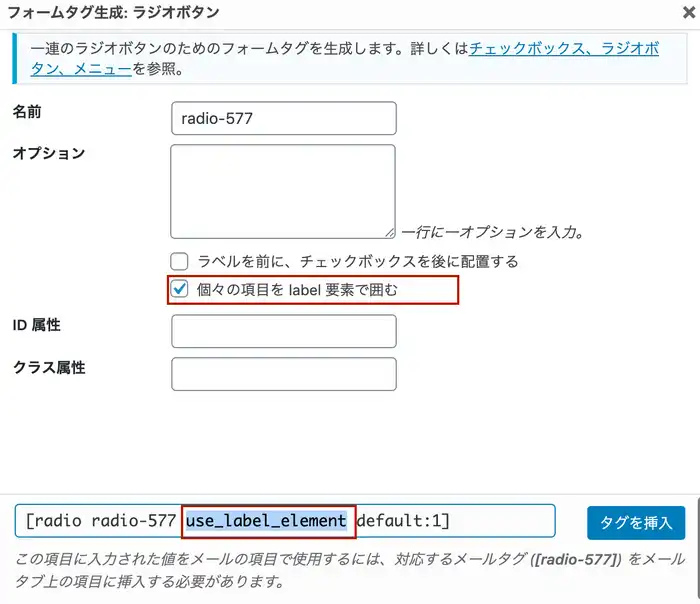 フォームタグ生成: ラジオボタン
一連のラジオボタンのためのフォームタグを生成します。詳しくはチェックボックス、ラジオボ
タン、メニューを参照。
名前
radio-577
オプション
一行に一オプションを入力。
ラベルを前に、チェックボックスを後に配置する
個々の項目を label 要素で囲む
ID 属性
クラス属性
[radio radio-577 use_label_element default:1]
タグを挿入
この項目に入力された値をメールの項目で使用するには、対応するメールタグ ([radio-577]) をメール
タブ上の項目に挿入する必要があります。